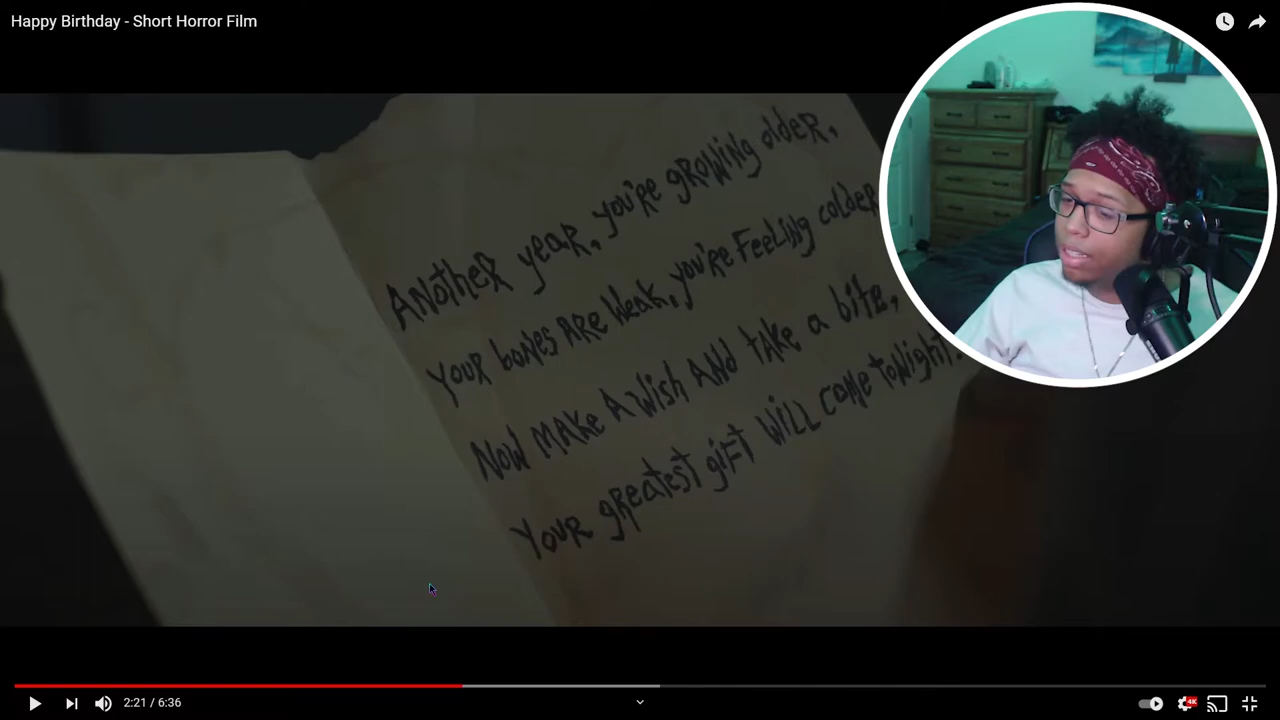 Happy Birthday - Short Horror Film
ANOTHER year, you're growing older,
Your bones are weak, you're feeling colder
Now make a wish and take a bite,
Your greatest gift will come tonight.
2:21 / 6:36
4K